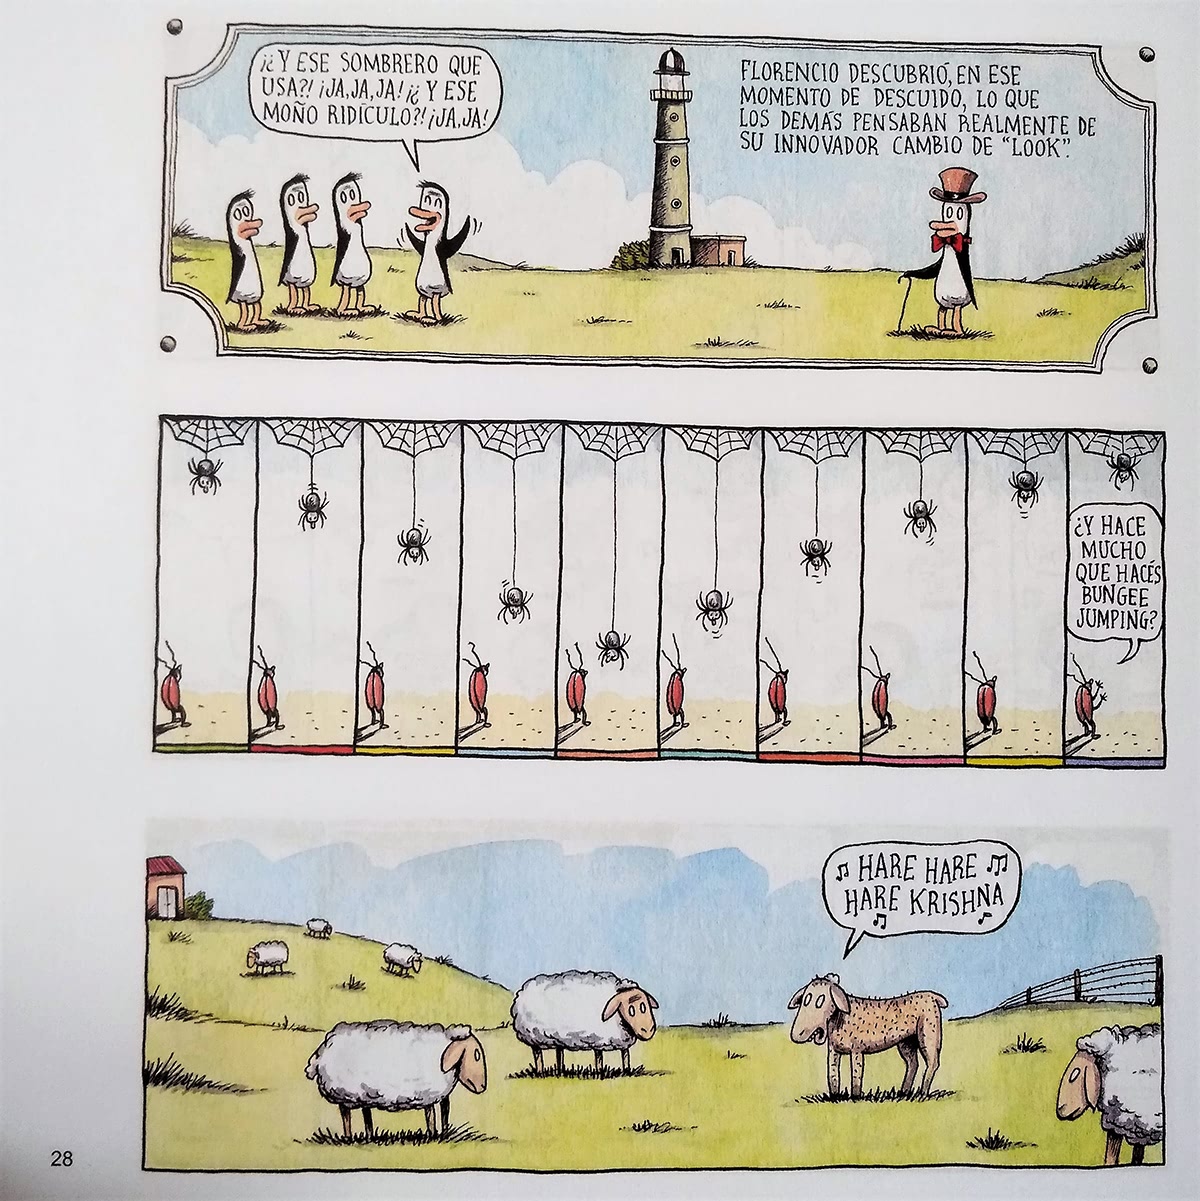 ¡¿Y ESE SOMBRERO QUE
USA?! ¡JA, JA, JA! ¡¿Y ESE
MOÑO RIDÍCULO?! ¡JA, JA!
FLORENCIO DESCUBRIÓ, EN ESE
MOMENTO DE DESCUIDO, LO QUE
LOS DEMÁS PENSABAN REALMENTE DE
SU INNOVADOR CAMBIO DE "LOOK".
¿Y HACE
MUCHO
QUE HACÉS
BUNGEE
JUMPING?
♫ HARE HARE ♫
HARE KRISHNA
♫ ♪
28